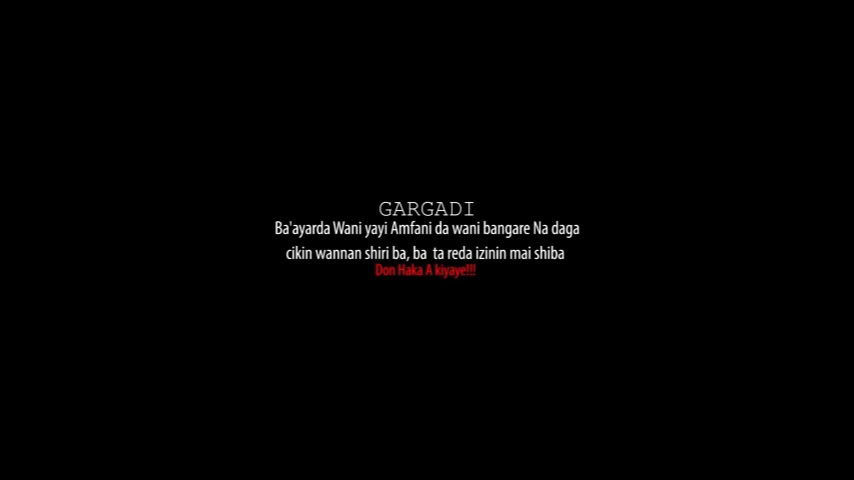 GARGADI
Ba'ayarda Wani yayi Amfani da wani bangare Na daga
cikin wannan shiri ba, ba ta reda izinin mai shiba
Don Haka A kiyaye!!!